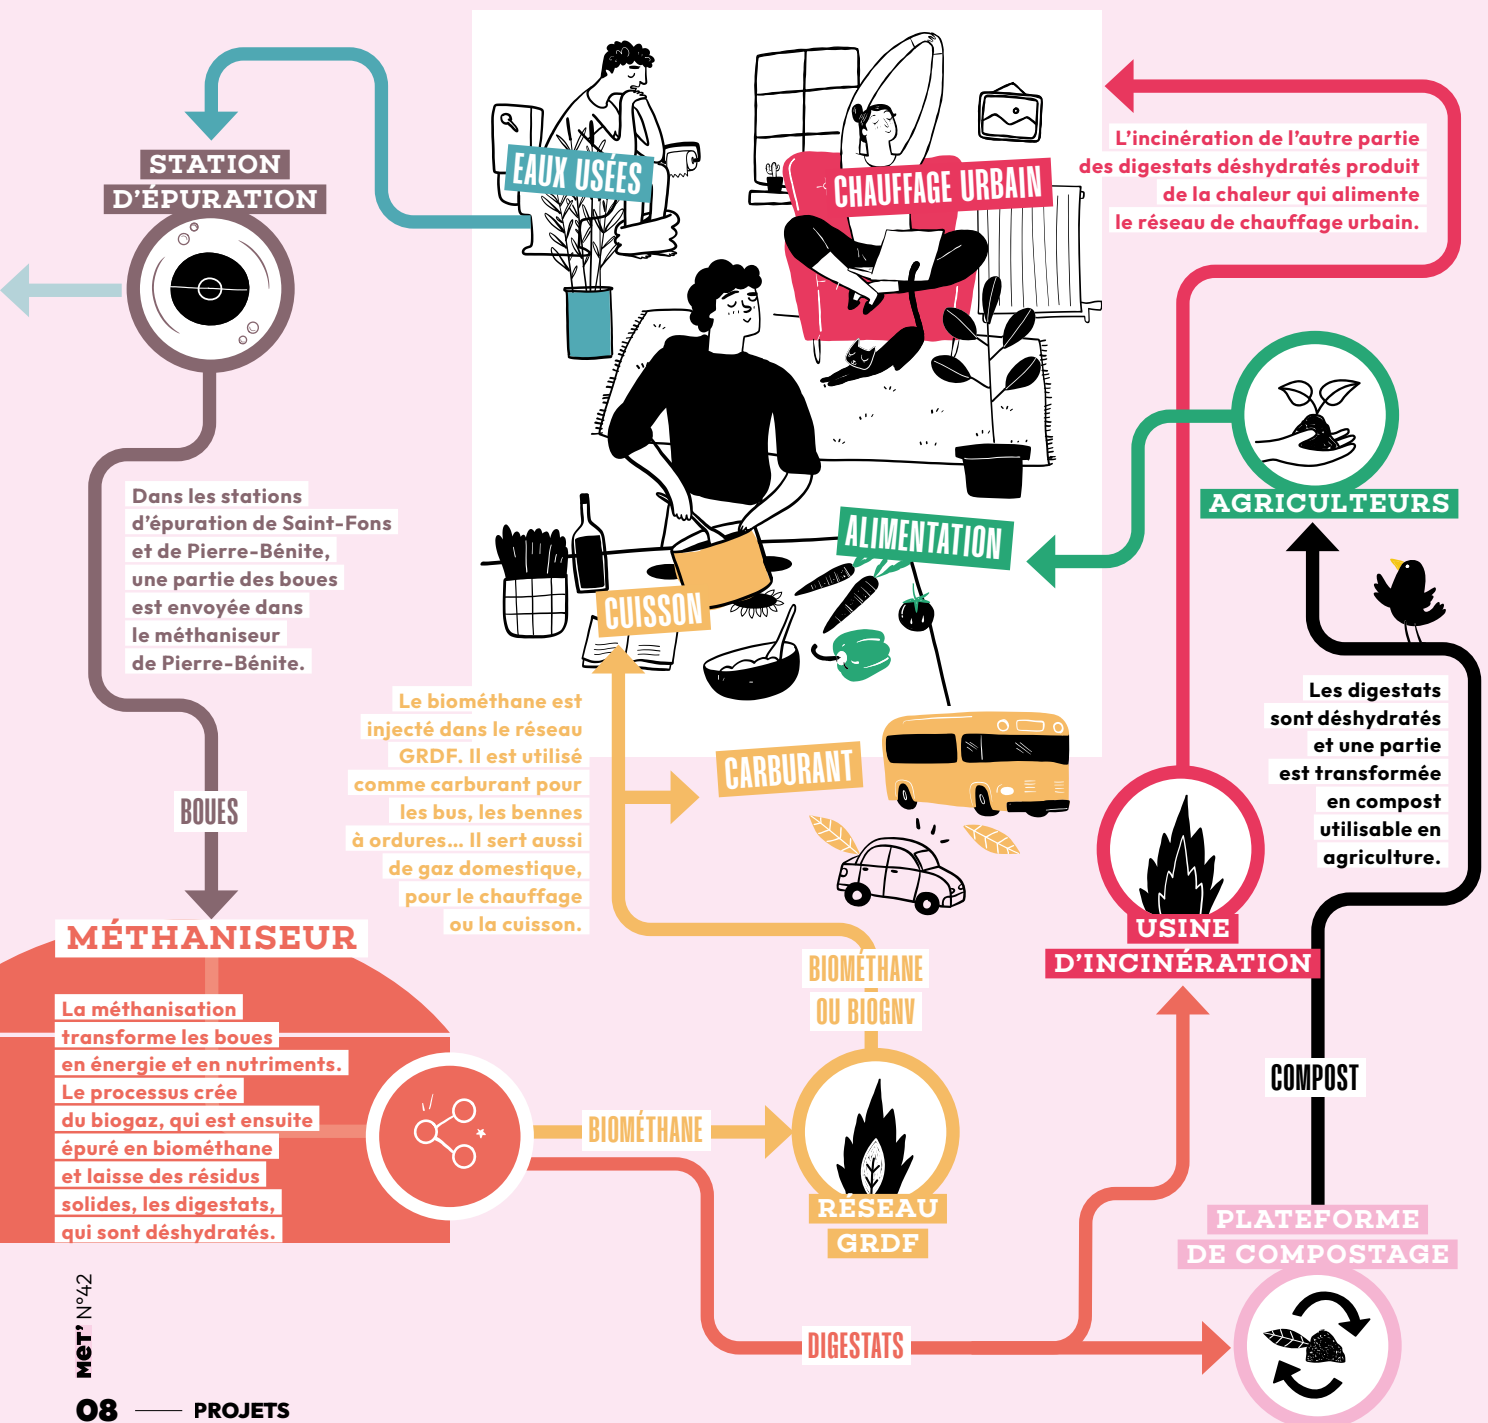 EAUX USÉES
CHAUFFAGE URBAIN
L’incinération de l’autre partie
des digestats déshydratés produit
de la chaleur qui alimente
le réseau de chauffage urbain.
STATION
D’ÉPURATION
Dans les stations
d’épuration de Saint-Fons
et de Pierre-Bénite,
une partie des boues
est envoyée dans
le méthaniseur
de Pierre-Bénite.
AGRICULTEURS
ALIMENTATION
CUISSON
Le biométhane est
injecté dans le réseau
GRDF. Il est utilisé
comme carburant pour
les bus, les bennes
à ordures... Il sert aussi
de gaz domestique,
pour le chauffage
ou la cuisson.
CARBURANT
Les digestats
sont déshydratés
et une partie
est transformée
en compost
utilisable en
agriculture.
BOUES
MÉTHANISEUR
La méthanisation
transforme les boues
en énergie et en nutriments.
Le processus crée
du biogaz, qui est ensuite
épuré en biométhane
et laisse des résidus
solides, les digestats,
qui sont déshydratés.
USINE
D’INCINÉRATION
BIOMÉTHANE
OU BIOGNV
COMPOST
BIOMÉTHANE
RÉSEAU
GRDF
PLATEFORME
DE COMPOSTAGE
DIGESTATS
MET’ N°42
08 — PROJETS